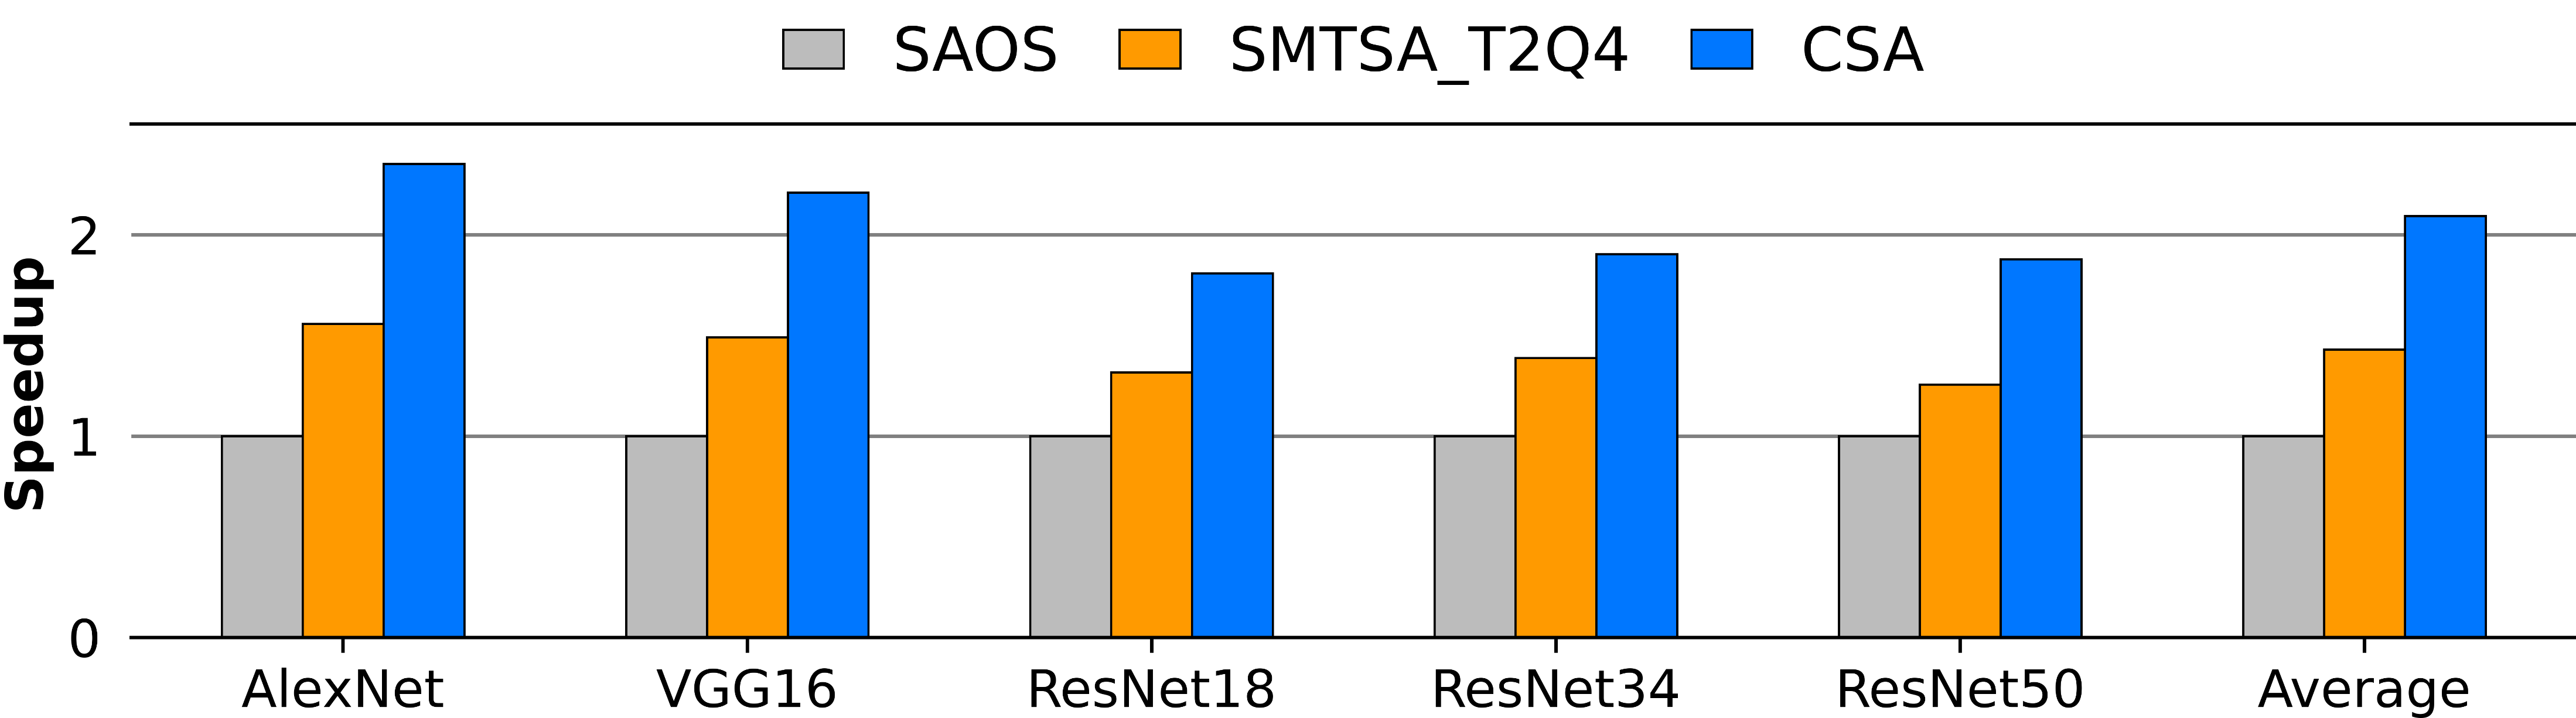 SAOS SMTSA_T2Q4 CSA
Speedup
2
1
0
AlexNet VGG16 ResNet18 ResNet34 ResNet50 Average